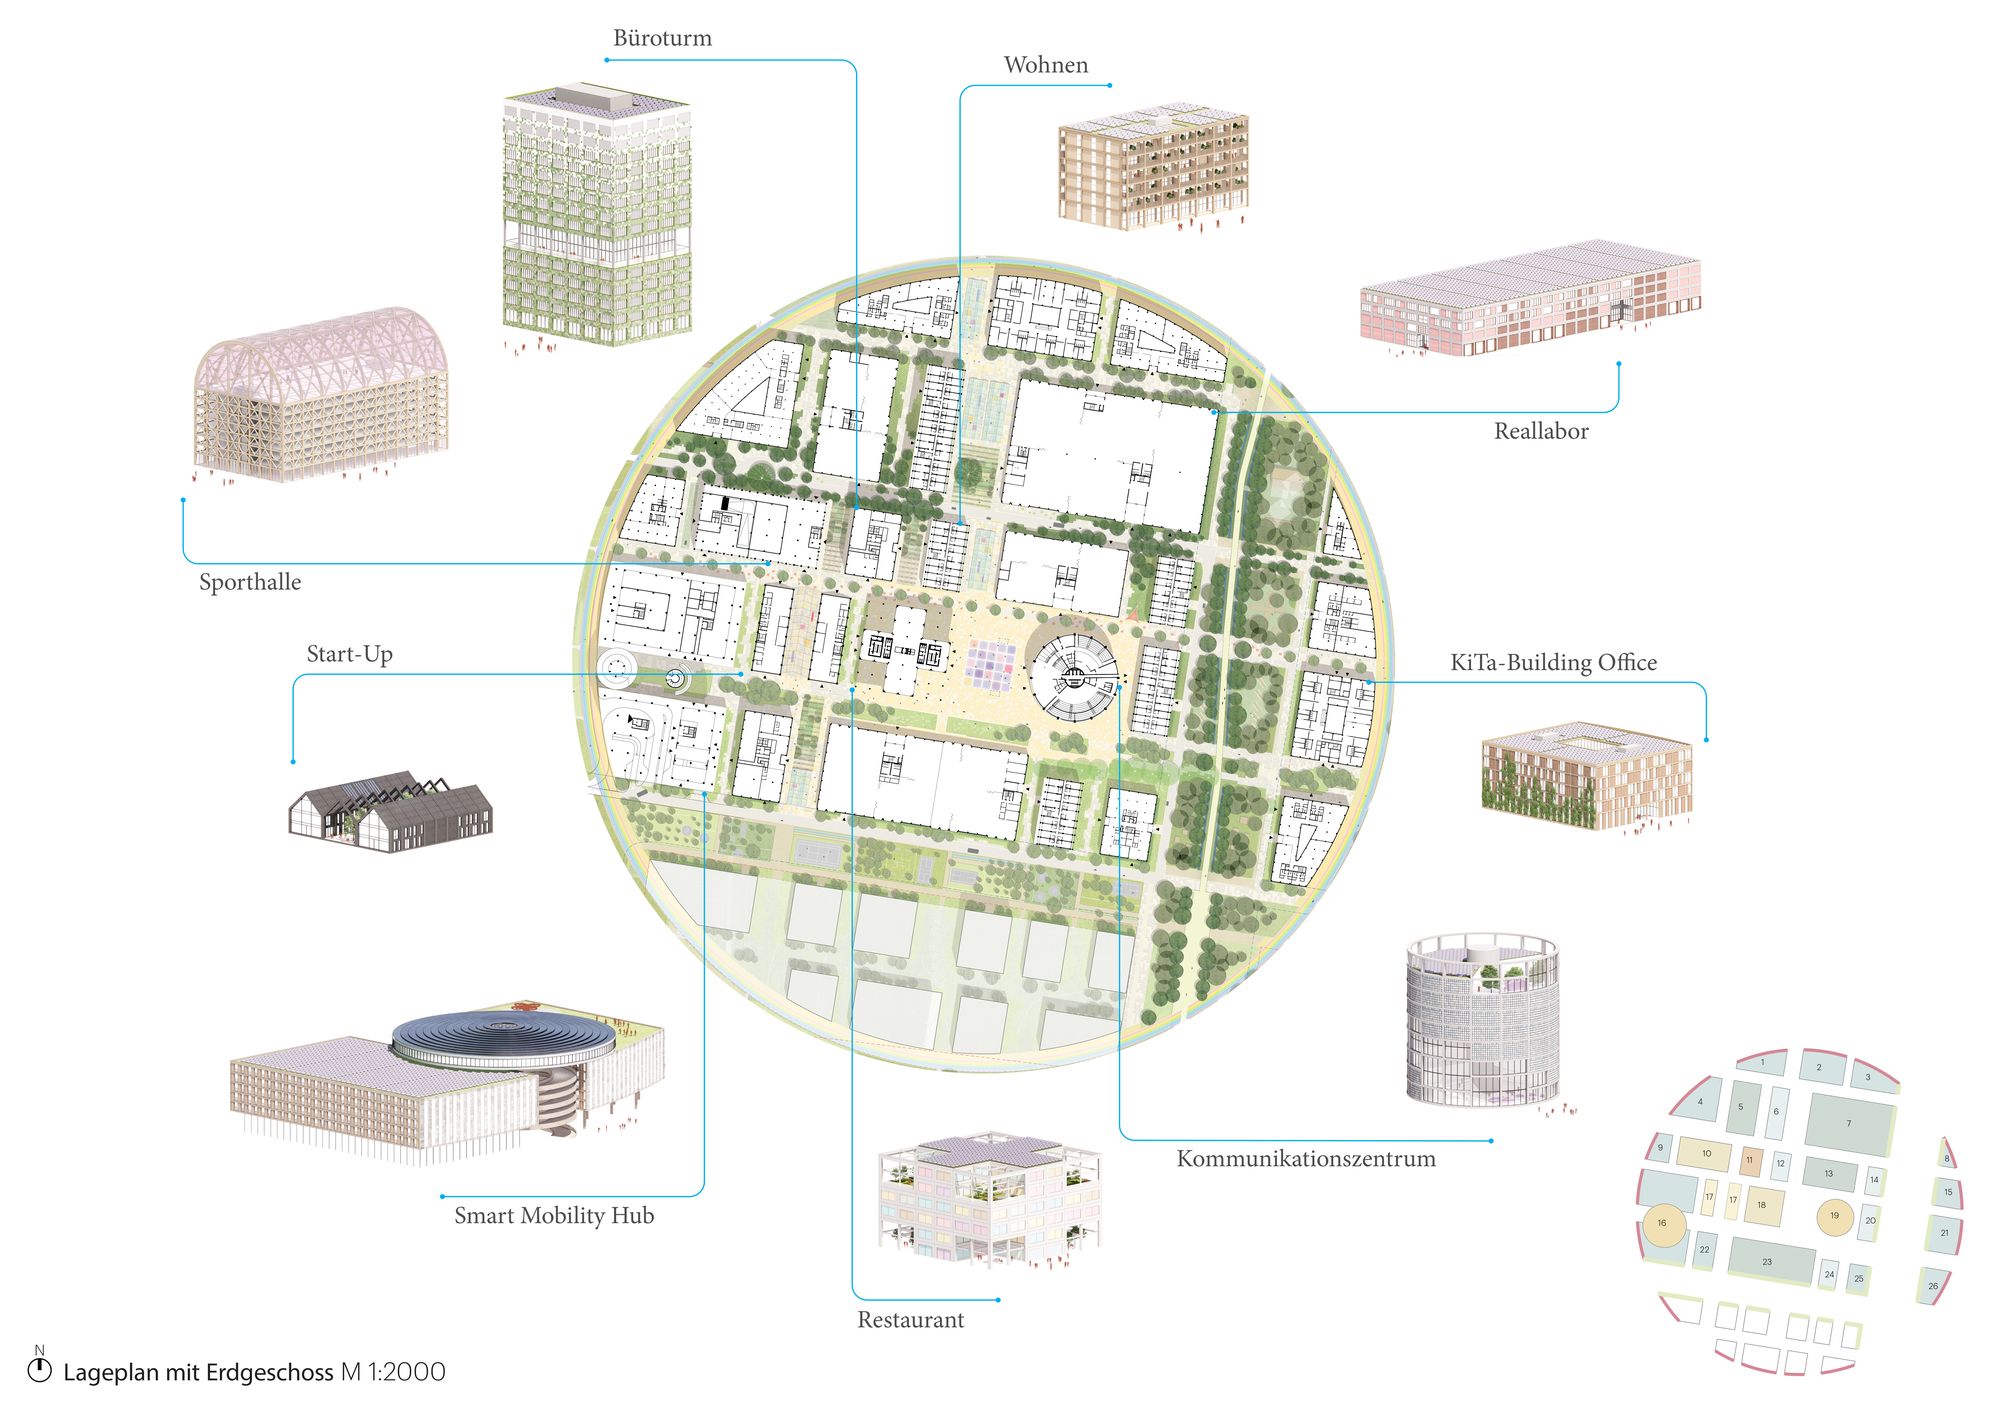 Büroturm
Wohnen
Reallabor
Sporthalle
Start-Up
KiTa-Building Office
Kommunikationszentrum
Smart Mobility Hub
Restaurant
1
2
3
4
5
6
7
8
9
10
11
12
13
14
15
16
17
17
18
19
20
21
22
23
24
25
26
N
Lageplan mit Erdgeschoss M 1:2000